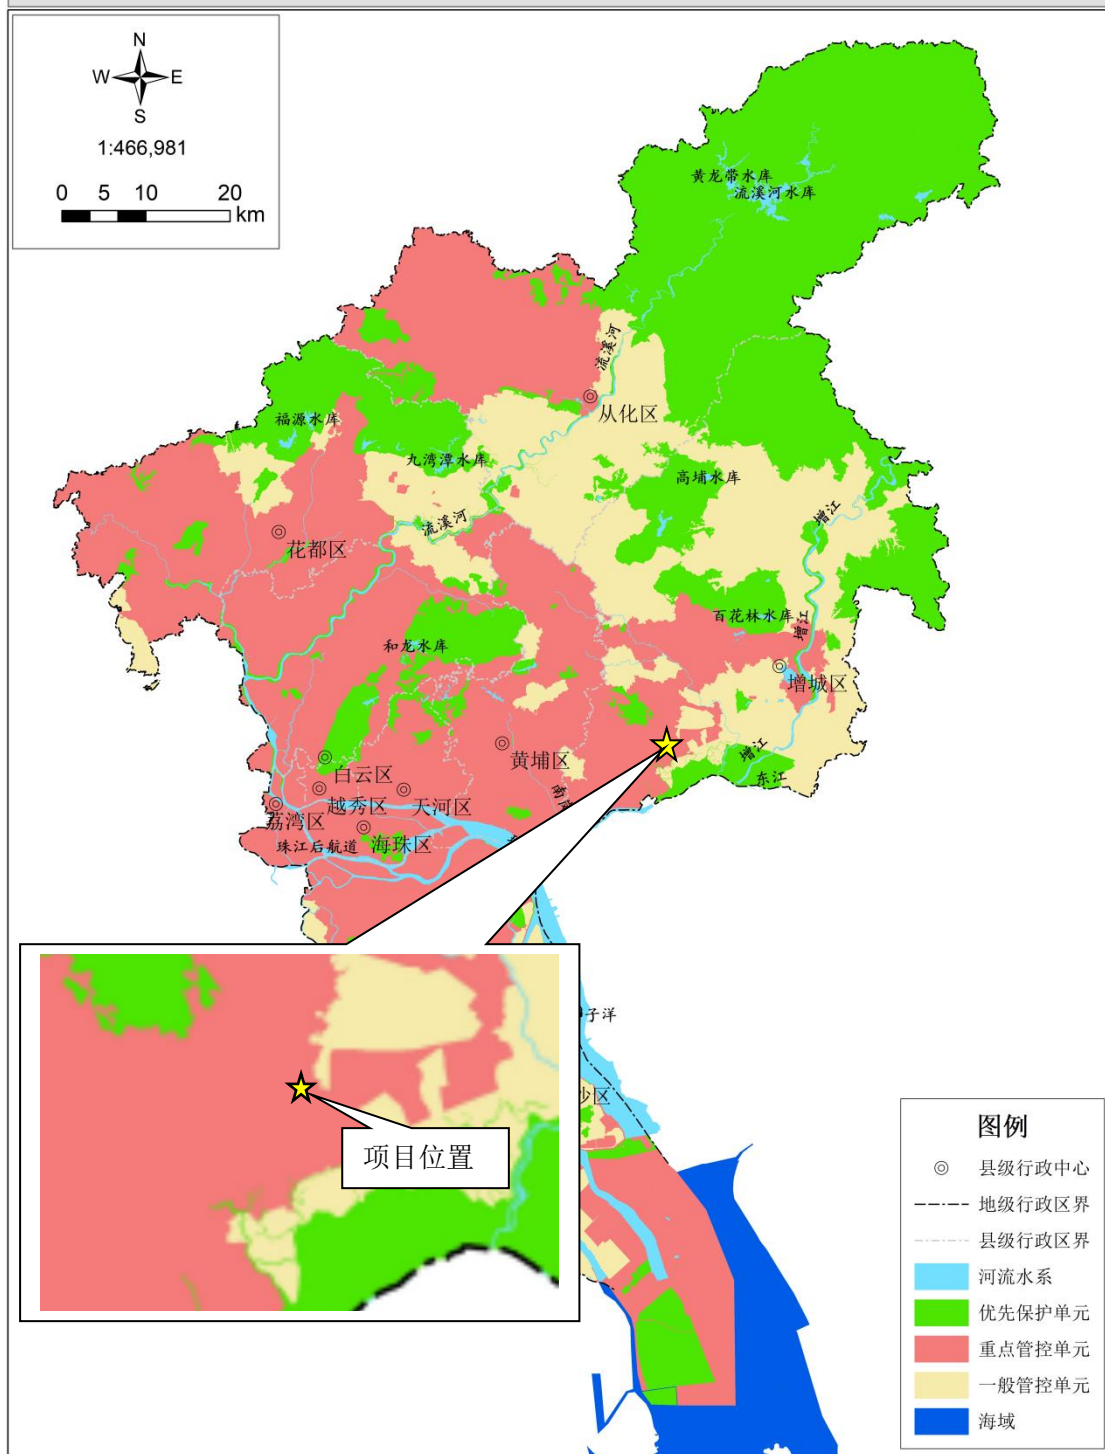 N
W E
S
1:466,981
0 5 10 20
km
黄龙带水库
流溪河水库
流溪河
从化区
福源水库
九湾潭水库
高埔水库
增江
流溪河
花都区
百花林水库
增江
和龙水库
增城区
黄埔区
增江
白云区
东江
越秀区
天河区
南岗
荔湾区
海珠区
珠江后航道
子洋
沙区
项目位置
图例
县级行政中心
地级行政区界
县级行政区界
河流水系
优先保护单元
重点管控单元
一般管控单元
海域